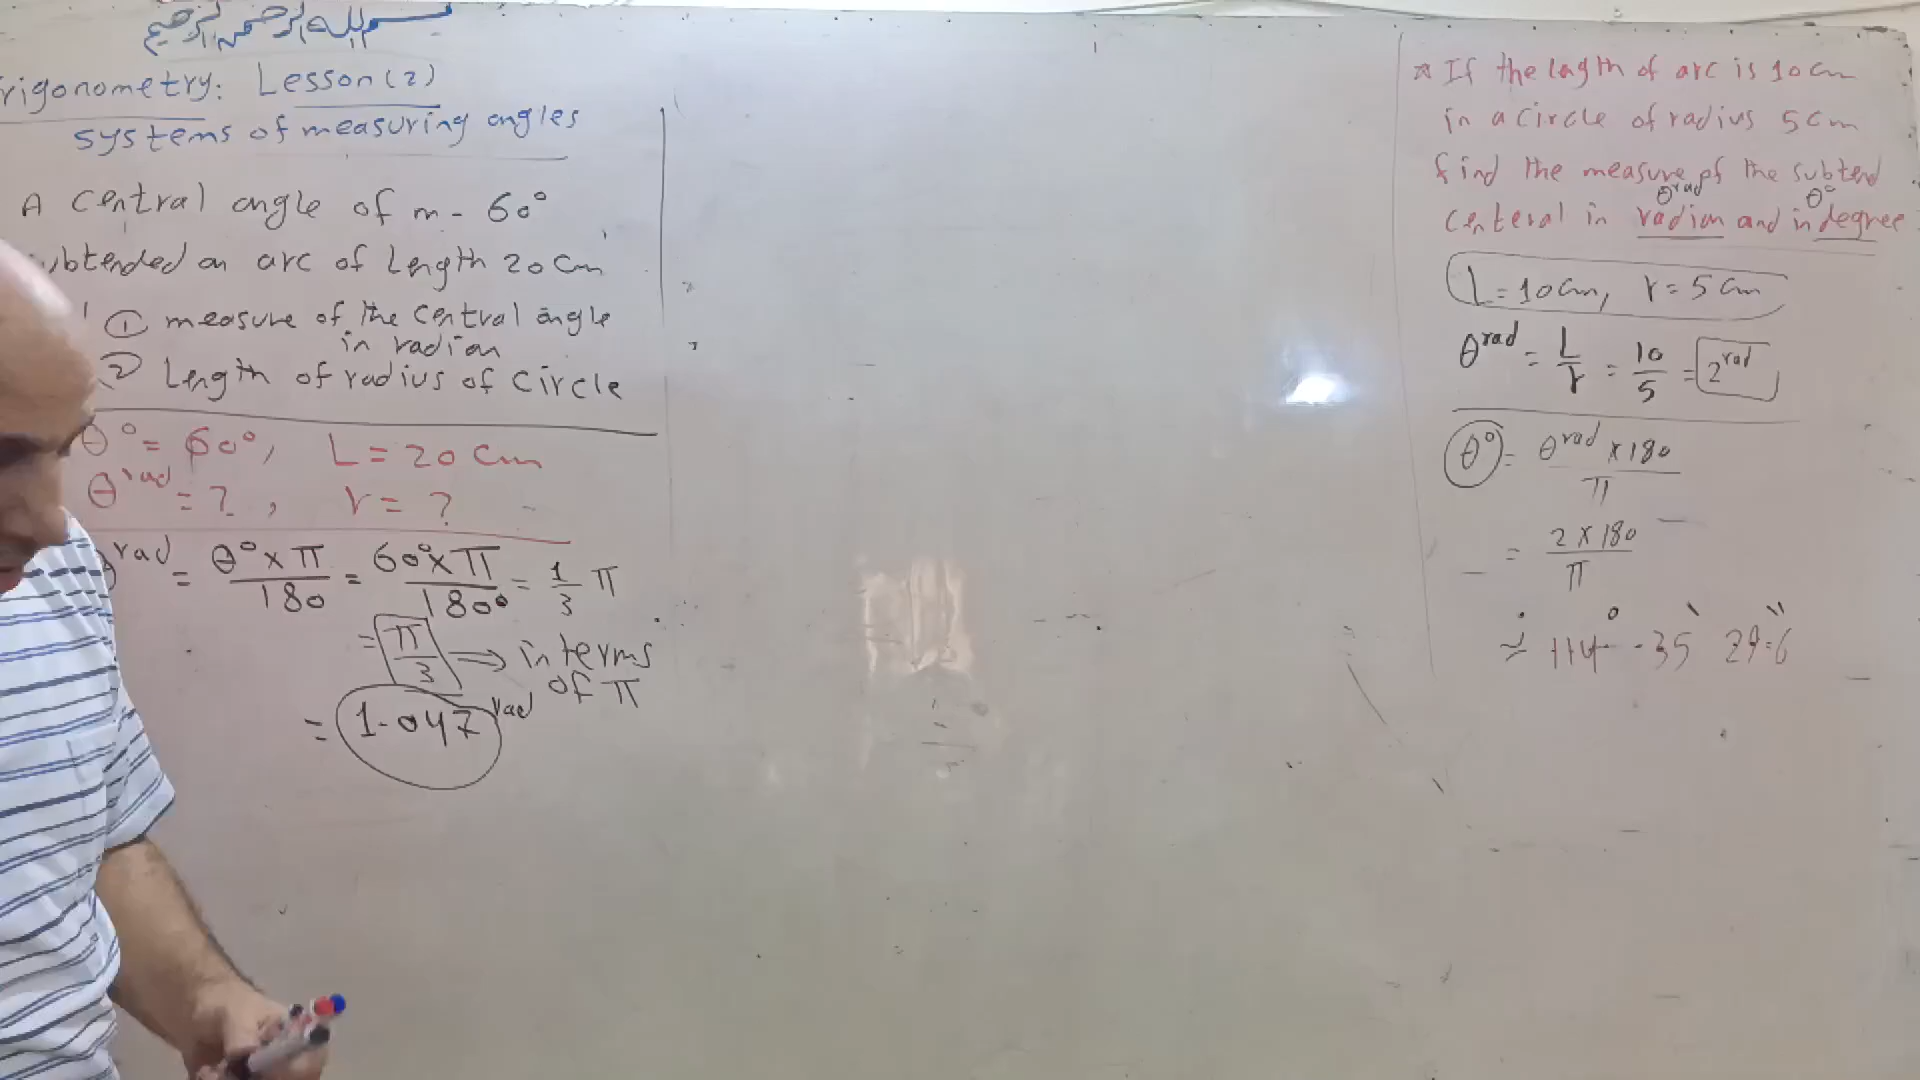 بسم الله الرحمن الرحيم
rigonometry: Lesson (2)
systems of measuring angles
A central angle of m - 60°
ubtended an arc of Length 20 Cm
① measure of the central angle
in radian
② Length of radius of Circle
θ° = 60°, L = 20 Cm
θ^rad = ?, r = ?
rad = θ° × π / 180 = 60° × π / 180° = 1/3 π
= π/3 → in terms
of π
= 1.047 rad
* If the lagth of arc is 10 cm
in a circle of radius 5 cm
find the measure of the subtend
θ^rad θ°
centeral in radian and in degree
L = 10 cm, r = 5 cm
θ^rad = L/r = 10/5 = 2^rad
θ° = θ^rad × 180 / π
= 2 × 180 / π
≃ 114° 35' 29.6"